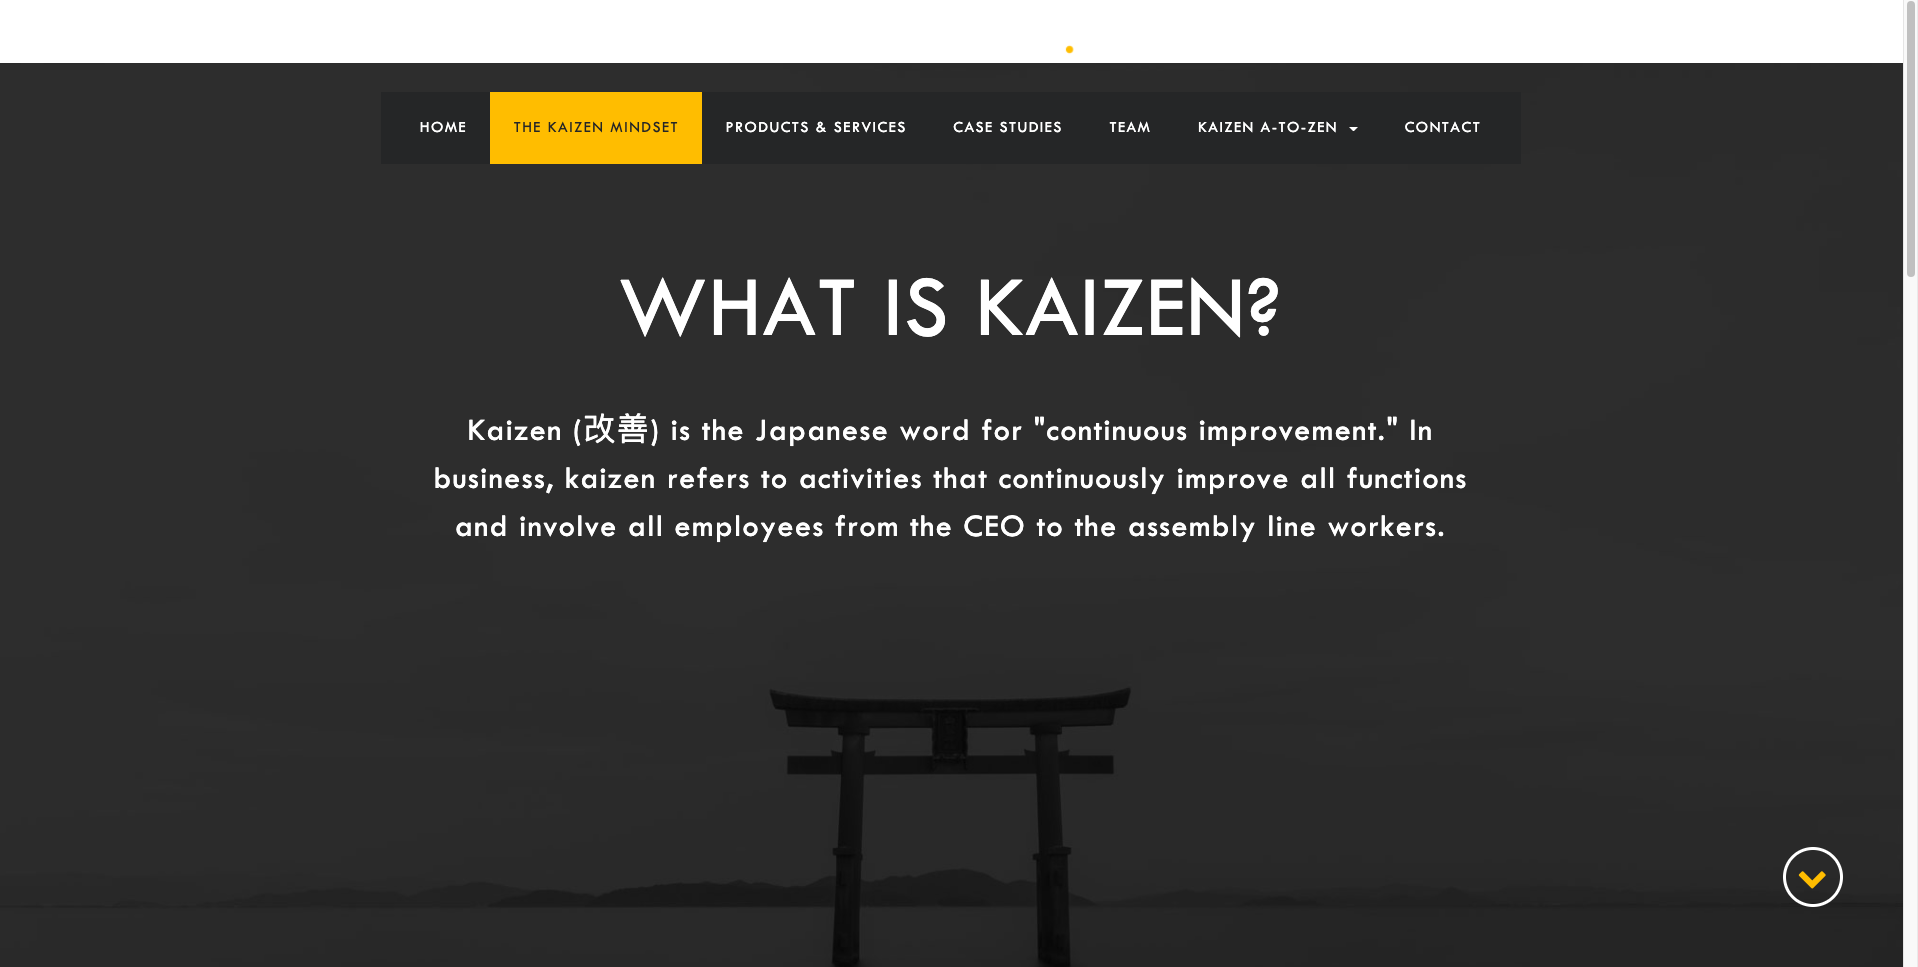 HOME THE KAIZEN MINDSET PRODUCTS & SERVICES CASE STUDIES TEAM KAIZEN A-TO-ZEN CONTACT
WHAT IS KAIZEN?
Kaizen (改善) is the Japanese word for "continuous improvement." In
business, kaizen refers to activities that continuously improve all functions
and involve all employees from the CEO to the assembly line workers.